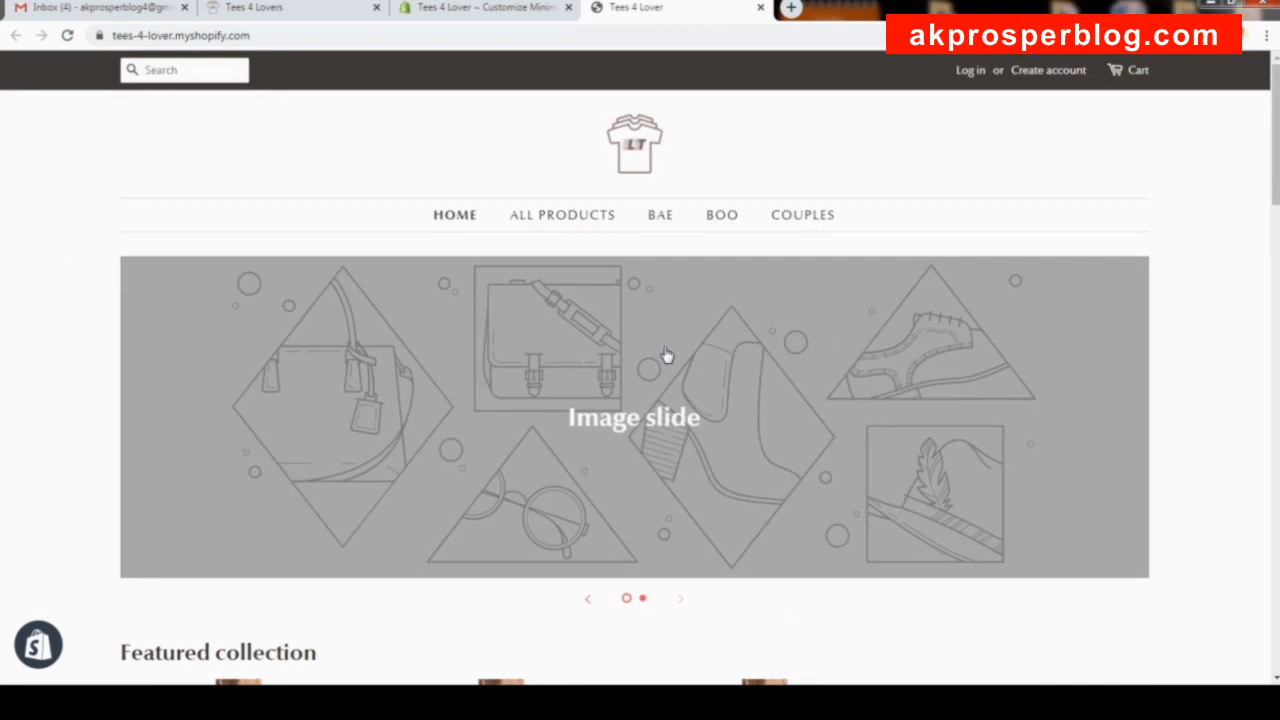 Inbox (4) - akprosperblog4@gm
Tees 4 Lovers
Tees 4 Lover ~ Customize Minim
Tees 4 Lover
tees-4-lover.myshopify.com
akprosperblog.com
Search
Log in or Create account
Cart
LT
HOME ALL PRODUCTS BAE BOO COUPLES
Image slide
Featured collection